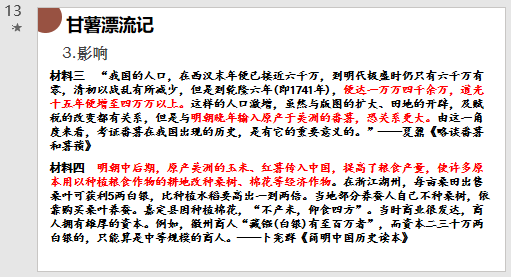 13
甘薯漂流记
3.影响
材料三　“我国的人口，在西汉末年便已接近六千万，到明代极盛时仍只有六千万有
零，清初以战乱有所减少，但是到乾隆六年(即1741年)，便达一万万四千余万，道光
十五年便增至四万万以上。这样的人口激增，虽然与版图的扩大、田地的开辟，及赋
税的改变都有关系，但是与明朝晚年输入原产于美洲的番薯，恐关系更大。由这一角
度来看，考证番薯在我国出现的历史，是有它的重要意义的。”——夏鼐《略谈番薯
和薯蓣》
材料四　明朝中后期，原产美洲的玉米、红薯传入中国，提高了粮食产量，使许多原
本用以种植粮食作物的耕地改种桑树、棉花等经济作物。在浙江湖州，每亩桑田出售
桑叶可获利5两白银，比种植水稻要高出一到两倍。当地部分养蚕人自己不种桑树，依
靠购买桑叶养蚕。嘉定县因种植棉花，“不产米，仰食四方”。当时商业很发达，商
人拥有雄厚的资本。例如，徽州商人“藏镪(白银)有至百万者”，而资本二三十万两
白银的，只能算是中等规模的商人。——卜宪群《简明中国历史读本》